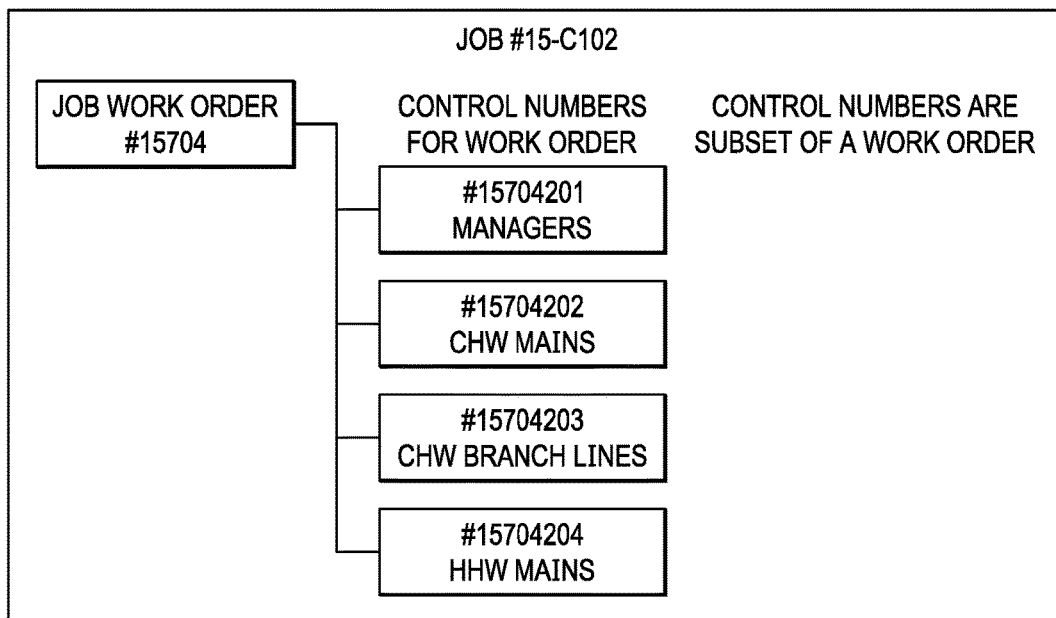 JOB #15-C102
JOB WORK ORDER
#15704
CONTROL NUMBERS
FOR WORK ORDER
CONTROL NUMBERS ARE
SUBSET OF A WORK ORDER
#15704201
MANAGERS
#15704202
CHW MAINS
#15704203
CHW BRANCH LINES
#15704204
HHW MAINS